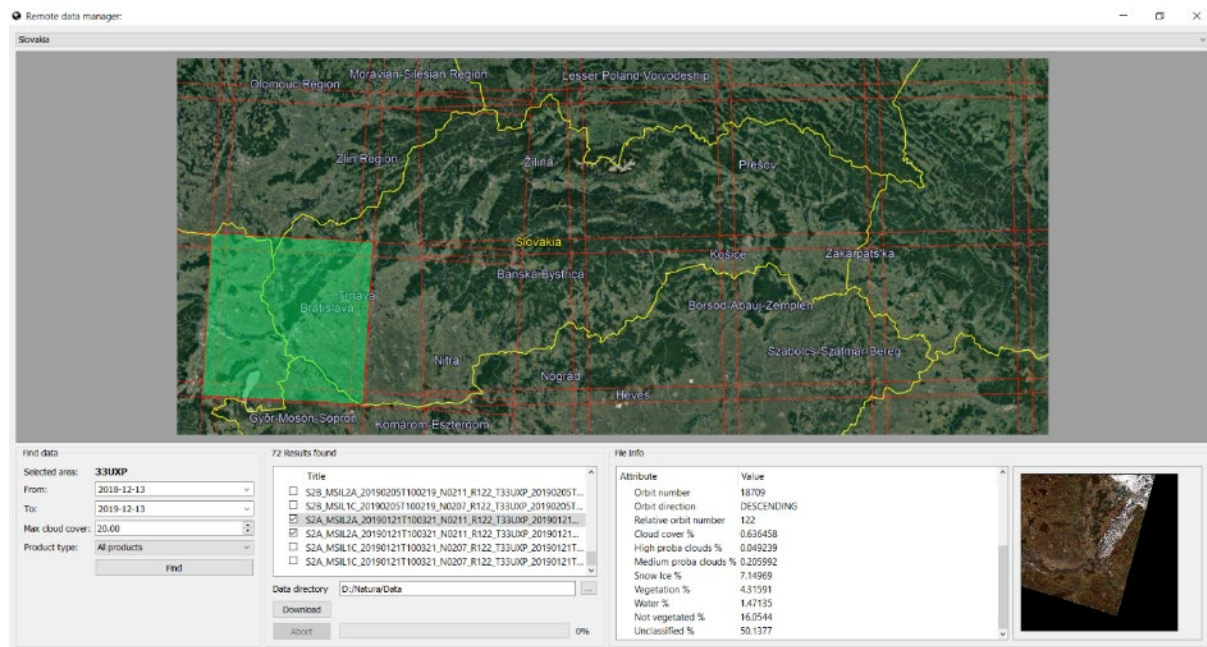 Remote data manager:
Slovakia
Moravian-Silesian Region
Lesser Poland Voivodeship
Olomouc Region
Zlín Region
Žilina
Prešov
Slovakia
Košice
Zakarpats'ka
Banská Bystrica
Trnava
Bratislava
Borsod-Abaúj-Zemplén
Szabolcs-Szatmár-Bereg
Nitra
Nógrád
Heves
Győr-Moson-Sopron
Komárom-Esztergom
Find data
Selected area: 33UXP
From: 2018-12-13
To: 2019-12-13
Max cloud cover: 20.00
Product type: All products
Find
72 Results found
Title
S2B_MSIL2A_20190205T100219_N0211_R122_T33UXP_20190205T...
S2B_MSIL1C_20190205T100219_N0207_R122_T33UXP_20190205T...
S2A_MSIL2A_20190121T100321_N0211_R122_T33UXP_20190121...
S2A_MSIL2A_20190121T100321_N0211_R122_T33UXP_20190121...
S2A_MSIL1C_20190121T100321_N0207_R122_T33UXP_20190121T...
S2A_MSIL1C_20190121T100321_N0207_R122_T33UXP_20190121T...
Data directory D:/Natura/Data ...
Download
Abort 0%
File Info
Attribute Value
Orbit number 18709
Orbit direction DESCENDING
Relative orbit number 122
Cloud cover % 0.636458
High proba clouds % 0.049239
Medium proba clouds % 0.205992
Snow Ice % 7.14969
Vegetation % 4.31591
Water % 1.47135
Not vegetated % 16.0544
Unclassified % 50.1377